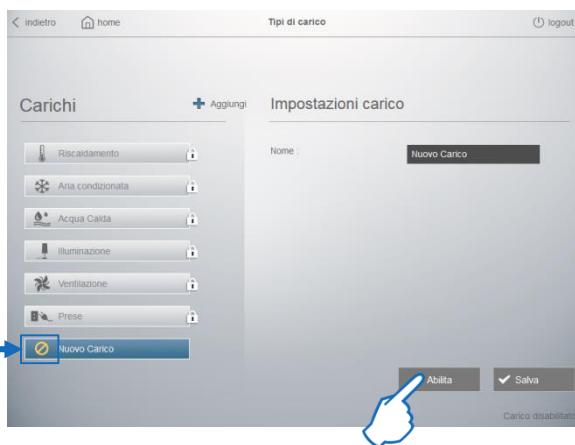 indietro home Tipi di carico logout
Carichi Aggiungi Impostazioni carico
Nome : Nuovo Carico
Riscaldamento
Aria condizionata
Acqua Calda
Illuminazione
Ventilazione
Prese
Nuovo Carico
Abilita Salva
Carico disabilitato